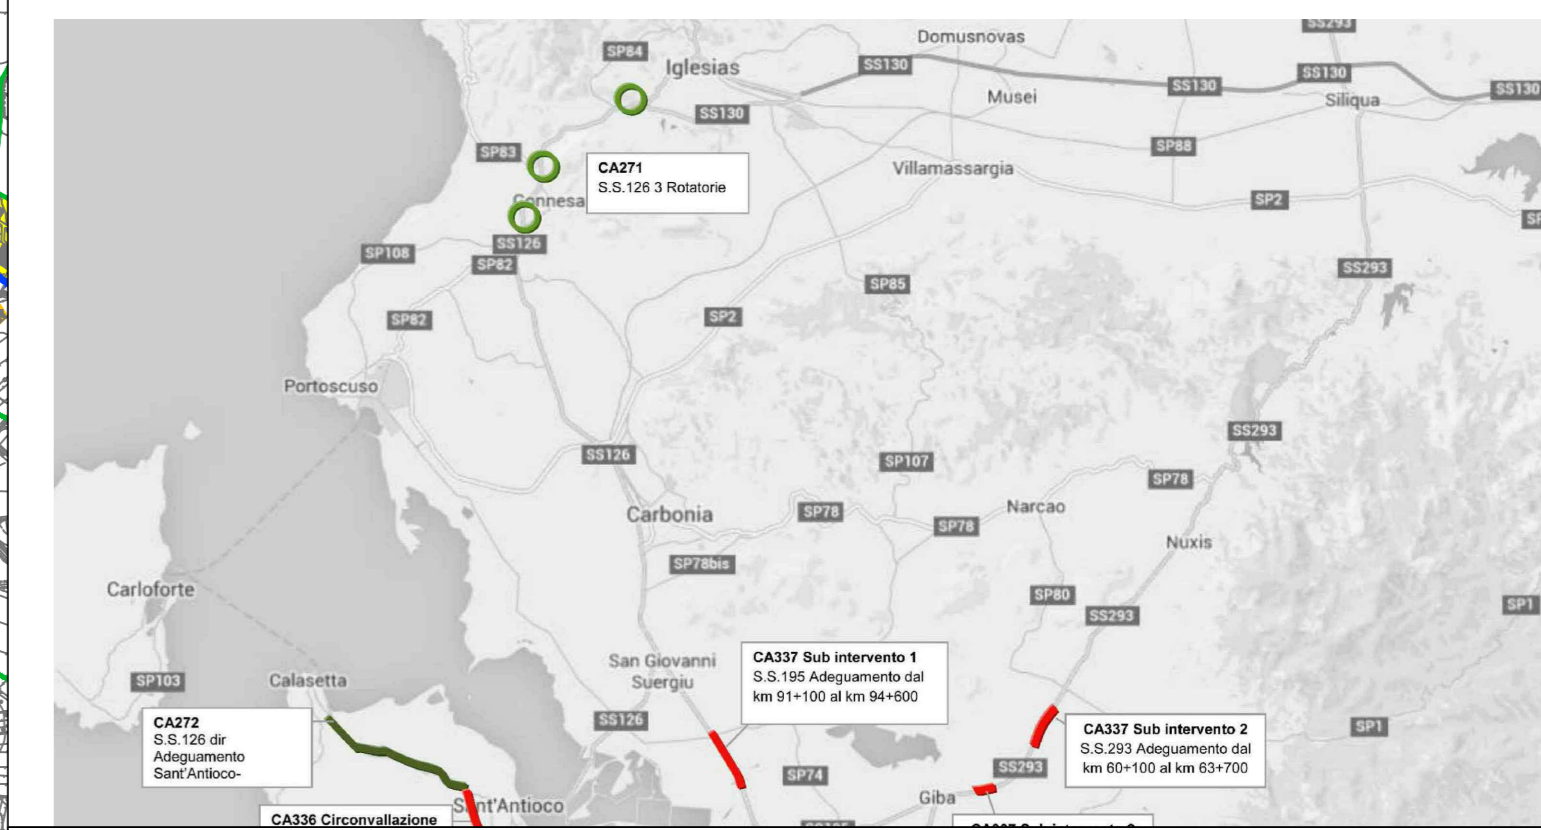 SS293
Domusnovas
SP84
Iglesias
SS130
SS130
SS130
SS130
Musei
Siliqua
SS130
SP83
SP88
CA271
S.S.126 3 Rotatorie
Villamassargia
Gonnesa
SP2
SS126
SP108
SP82
SS293
SP85
SP82
SP2
Portoscuso
SS293
SS126
SP107
SP78
Narcao
Carbonia
SP78
SP78
Nuxis
SP78bis
Carloforte
SP80
SP1
SS293
San Giovanni
Suergiu
CA337 Sub intervento 1
S.S.195 Adeguamento dal
km 91+100 al km 94+600
SP103
Calasetta
CA272
S.S.126 dir
Adeguamento
Sant'Antioco-
SS126
CA337 Sub intervento 2
S.S.293 Adeguamento dal
km 60+100 al km 63+700
SP1
SS293
SP74
Giba
Sant'Antioco
CA336 Circonvallazione